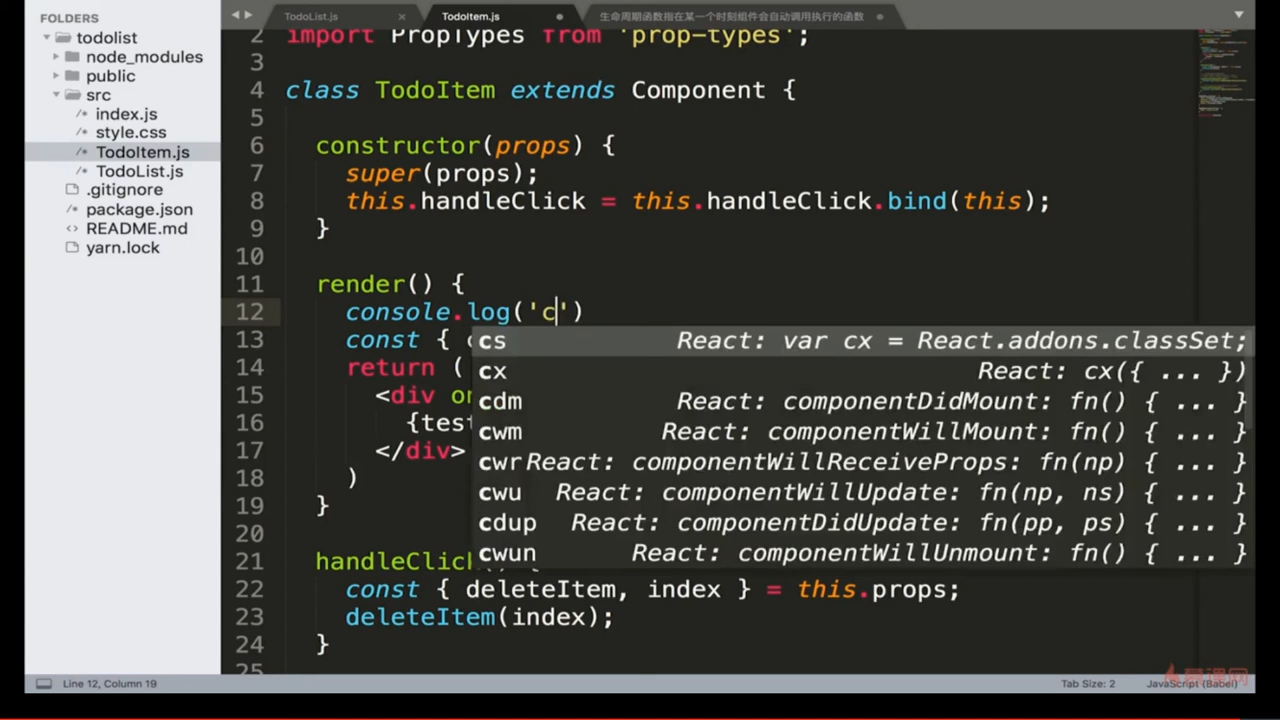 FOLDERS
todolist
node_modules
public
src
index.js
style.css
TodoItem.js
TodoList.js
.gitignore
package.json
README.md
yarn.lock
TodoList.js
TodoItem.js
生命周期函数指在某一个时刻组件会自动调用执行的函数
2 import PropTypes from 'prop-types';
3
4 class TodoItem extends Component {
5
6 constructor(props) {
7 super(props);
8 this.handleClick = this.handleClick.bind(this);
9 }
10
11 render() {
12 console.log('c')
13 const {
14 return (
15 <div on
16 {test
17 </div>
18 )
19 }
20
21 handleClick() {
22 const { deleteItem, index } = this.props;
23 deleteItem(index);
24 }
25
cs React: var cx = React.addons.classSet;
cx React: cx({ ... })
cdm React: componentDidMount: fn() { ... }
cwm React: componentWillMount: fn() { ... }
cwr React: componentWillReceiveProps: fn(np) { ... }
cwu React: componentWillUpdate: fn(np, ns) { ... }
cdup React: componentDidUpdate: fn(pp, ps) { ... }
cwun React: componentWillUnmount: fn() { ... }
Line 12, Column 19
Tab Size: 2
JavaScript (Babel)
慕课网